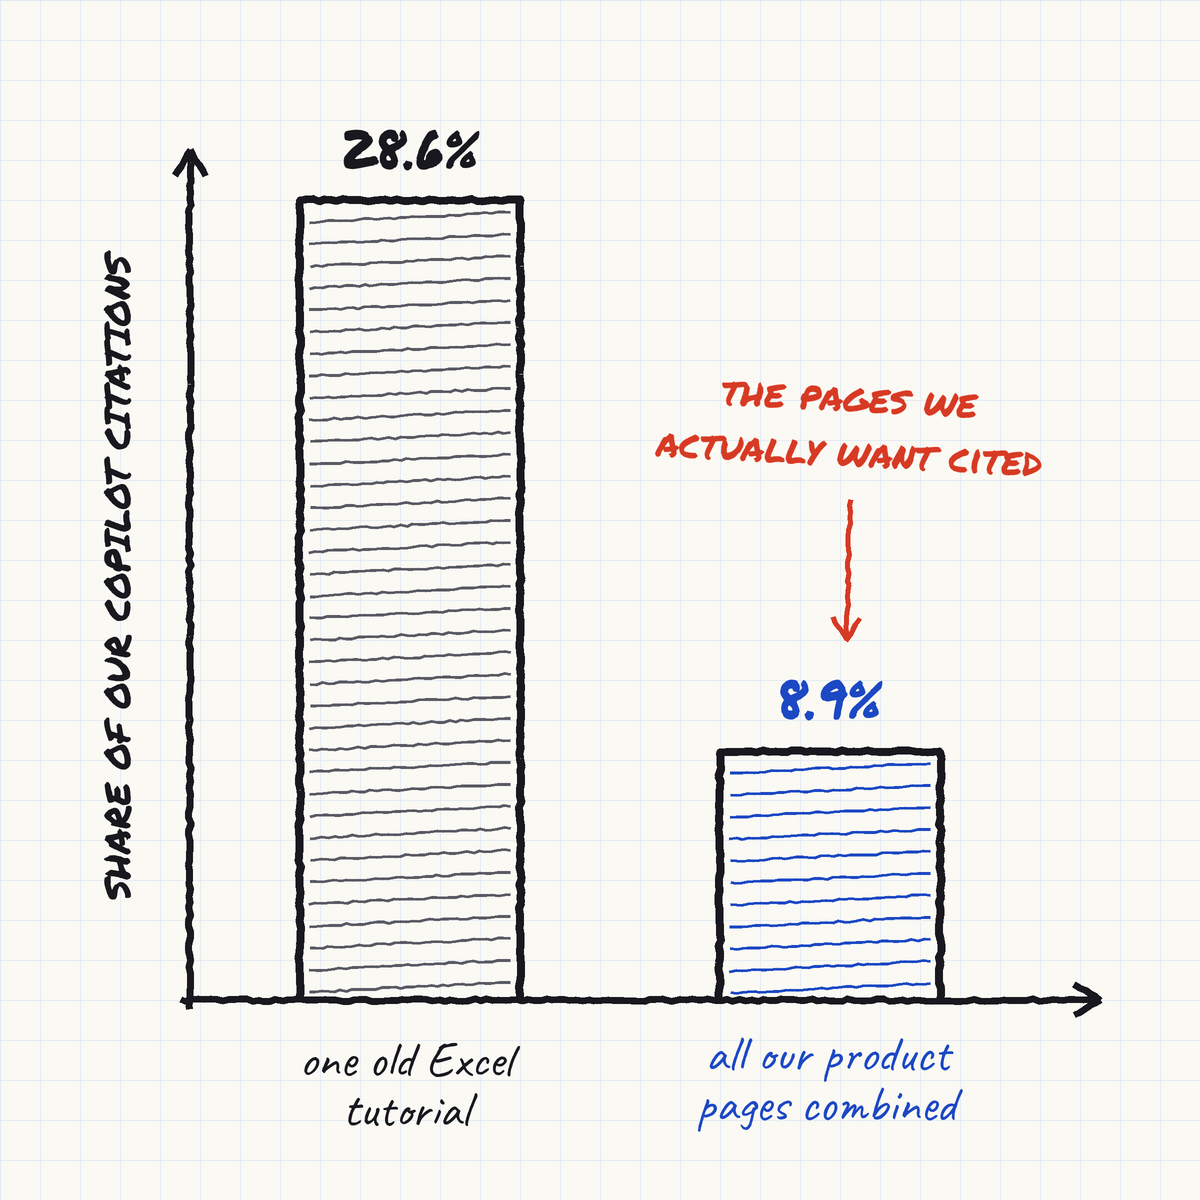 28.6%
SHARE OF OUR COPILOT CITATIONS
THE PAGES WE
ACTUALLY WANT CITED
8.9%
one old Excel
tutorial
all our product
pages combined